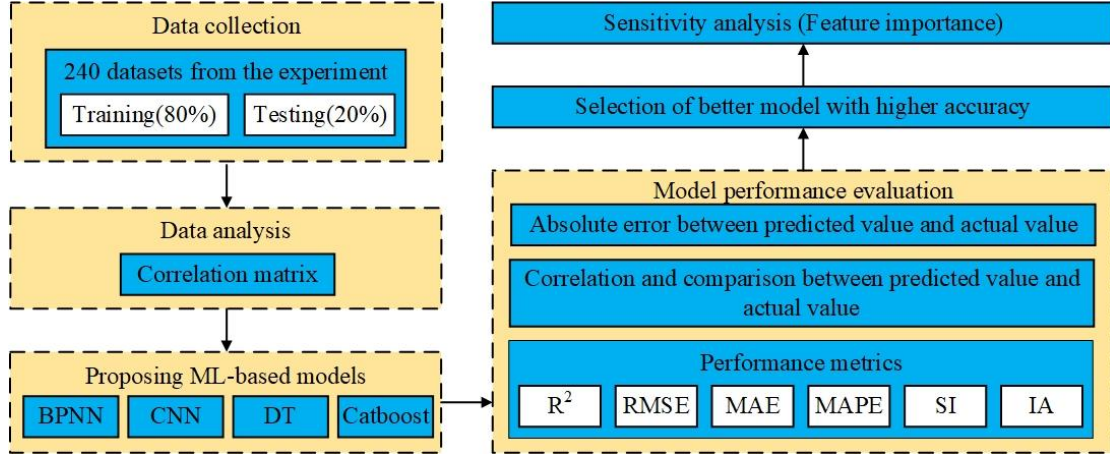 Data collection
240 datasets from the experiment
Training(80%)
Testing(20%)
Data analysis
Correlation matrix
Proposing ML-based models
BPNN
CNN
DT
Catboost
Sensitivity analysis (Feature importance)
Selection of better model with higher accuracy
Model performance evaluation
Absolute error between predicted value and actual value
Correlation and comparison between predicted value and
actual value
Performance metrics
R²
RMSE
MAE
MAPE
SI
IA